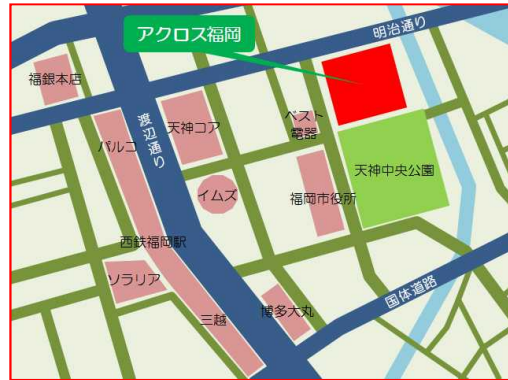 アクロス福岡
明治通り
福銀本店
渡辺通り
天神コア
ベスト
電器
パルコ
天神中央公園
イムズ
福岡市役所
西鉄福岡駅
ソラリア
国体道路
三越
博多大丸